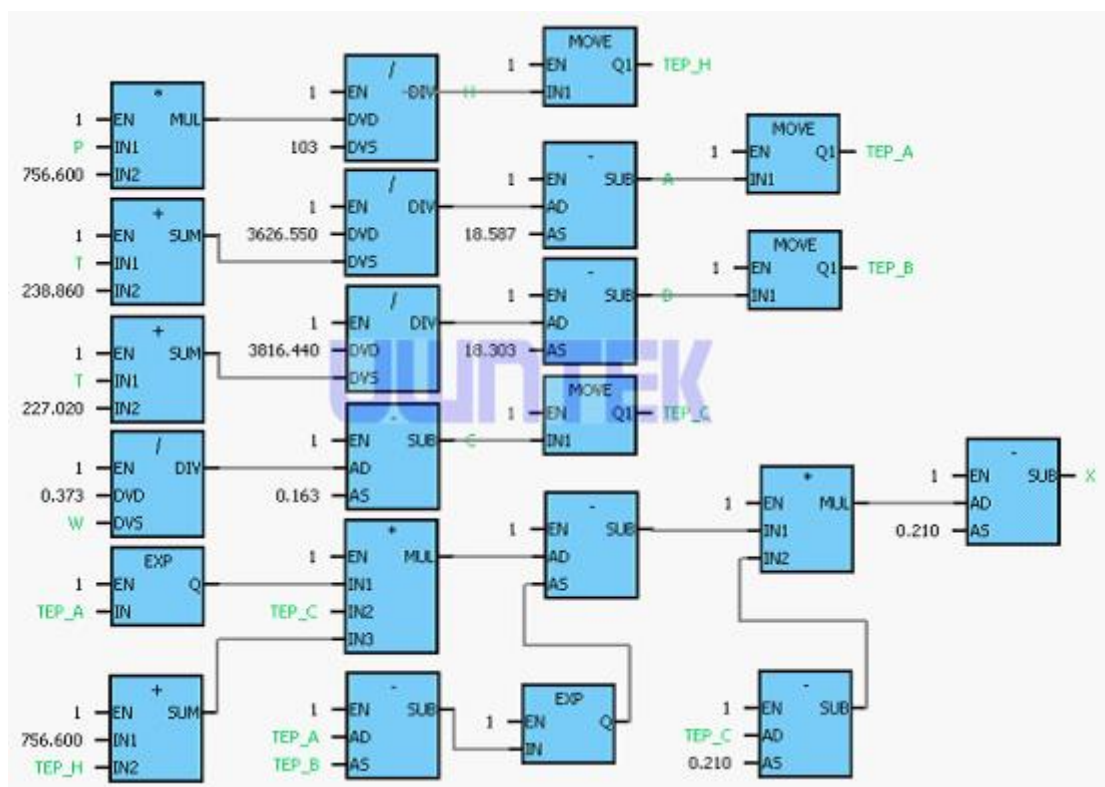 MOVE
1 EN Q1 TEP_H
IN1
/
1 EN DIV H
DVD
103 DVS
*
1 EN MUL
P IN1
756.600 IN2
MOVE
1 EN Q1 TEP_A
IN1
-
1 EN SUB A
AD
18.587 AS
/
1 EN DIV
3626.550 DVD
DVS
+
1 EN SUM
T IN1
238.860 IN2
MOVE
1 EN Q1 TEP_B
IN1
-
1 EN SUB B
AD
18.303 AS
/
1 EN DIV
3816.440 DVD
DVS
+
1 EN SUM
T IN1
227.020 IN2
UWNTEK
MOVE
1 EN Q1 TEP_C
IN1
-
1 EN SUB C
AD
0.163 AS
/
1 EN DIV
0.373 DVD
W DVS
-
1 EN SUB X
AD
0.210 AS
*
1 EN MUL
IN1
IN2
-
1 EN SUB
AD
AS
*
1 EN MUL
IN1
TEP_C IN2
IN3
EXP
1 EN Q
TEP_A IN
+
1 EN SUM
756.600 IN1
TEP_H IN2
-
1 EN SUB
TEP_A AD
TEP_B AS
EXP
1 EN Q
IN
-
1 EN SUB
TEP_C AD
0.210 AS